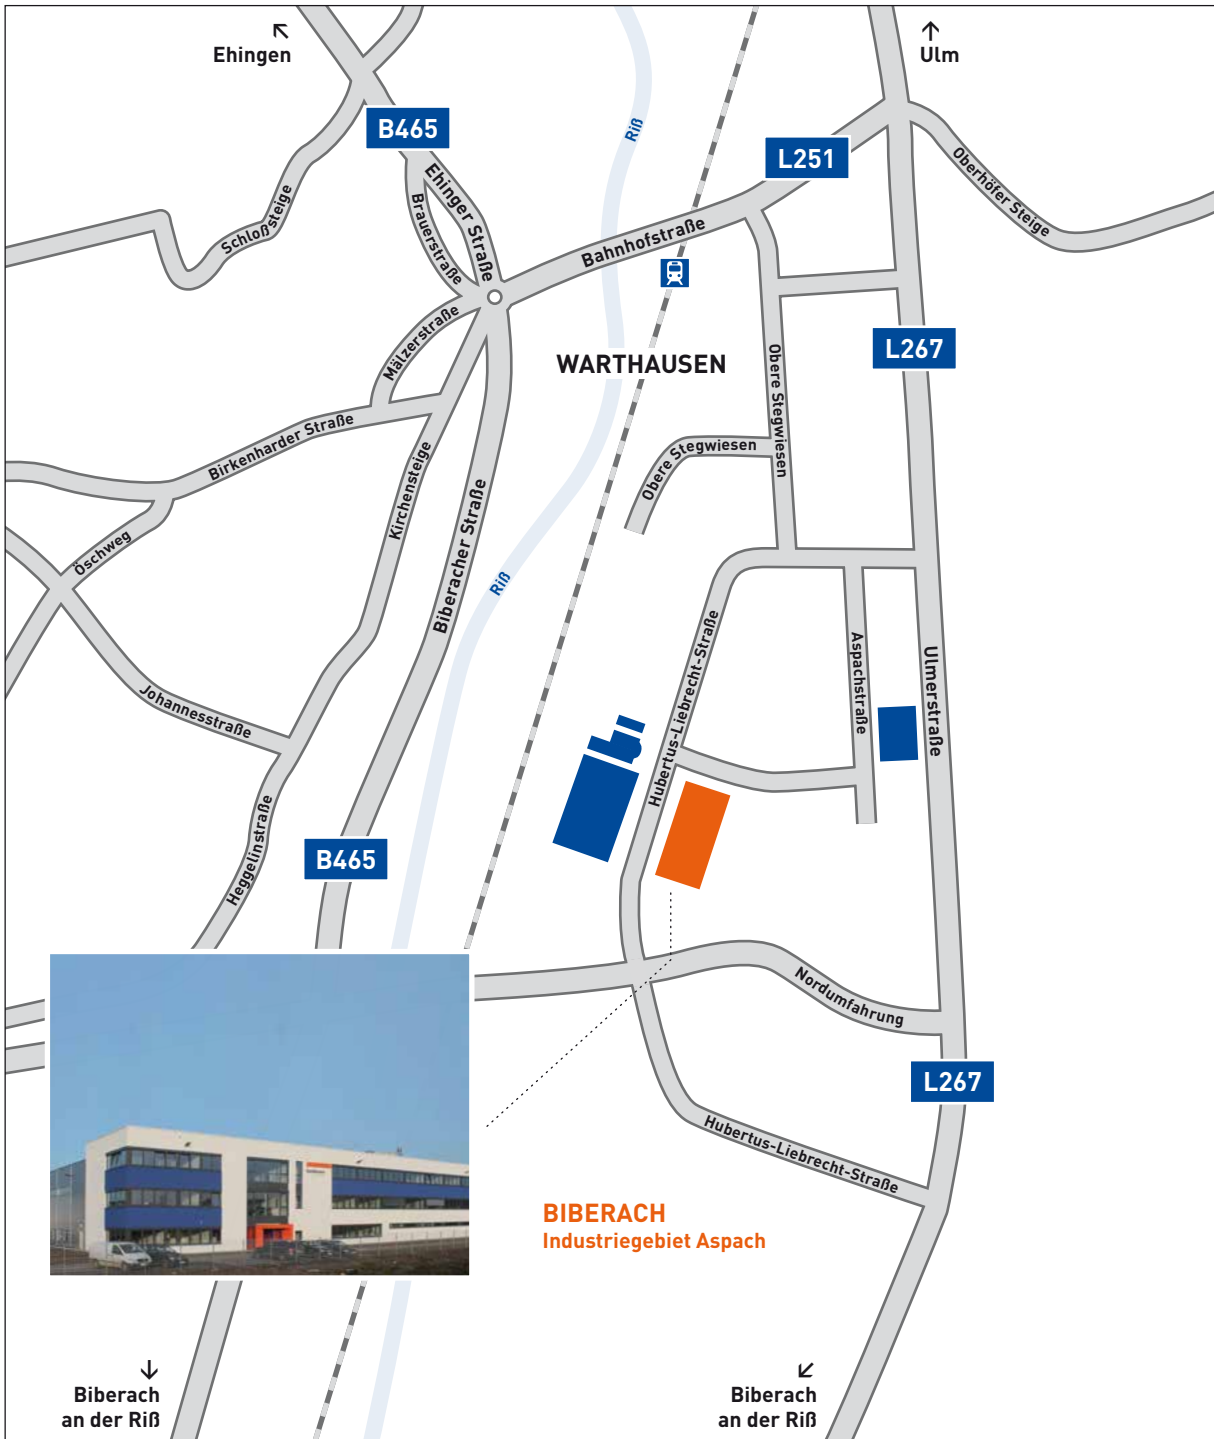 Ehingen
Ulm
B465
Riß
L251
Ehinger Straße
Brauerstraße
Schloßsteige
Oberhöfer Steige
Bahnhofstraße
Mälzerstraße
WARTHAUSEN
L267
Obere Stegwiesen
Obere Stegwiesen
Birkenharder Straße
Kirchensteige
Biberacher Straße
Öschweg
Riß
Hubertus-Liebrecht-Straße
Aspachstraße
Ulmerstraße
Johannesstraße
Heggelinstraße
B465
Nordumfahrung
L267
Hubertus-Liebrecht-Straße
BIBERACH
Industriegebiet Aspach
Biberach
an der Riß
Biberach
an der Riß